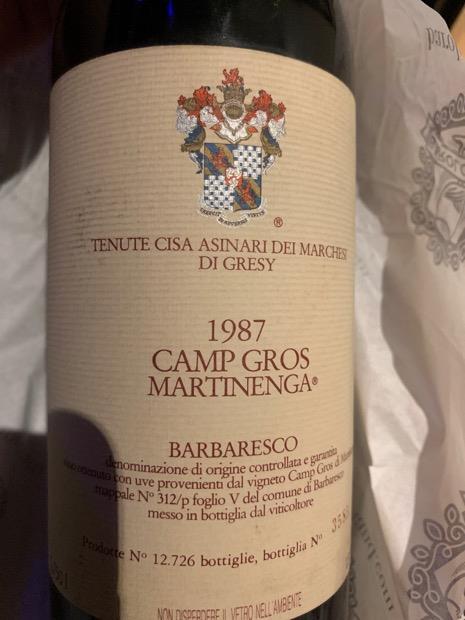 ®
TENUTE CISA ASINARI DEI MARCHESI
DI GRESY
1987
CAMP GROS
MARTINENGA®
BARBARESCO
denominazione di origine controllata e garantita
vino ottenuto con uve provenienti dal vigneto Camp Gros di
mappale N° 312/p foglio V del comune di Barbaresco
messo in bottiglia dal viticoltore
Prodotte N° 12.726 bottiglie, bottiglia N°
NON DISPERDERE IL VETRO NELL'AMBIENTE